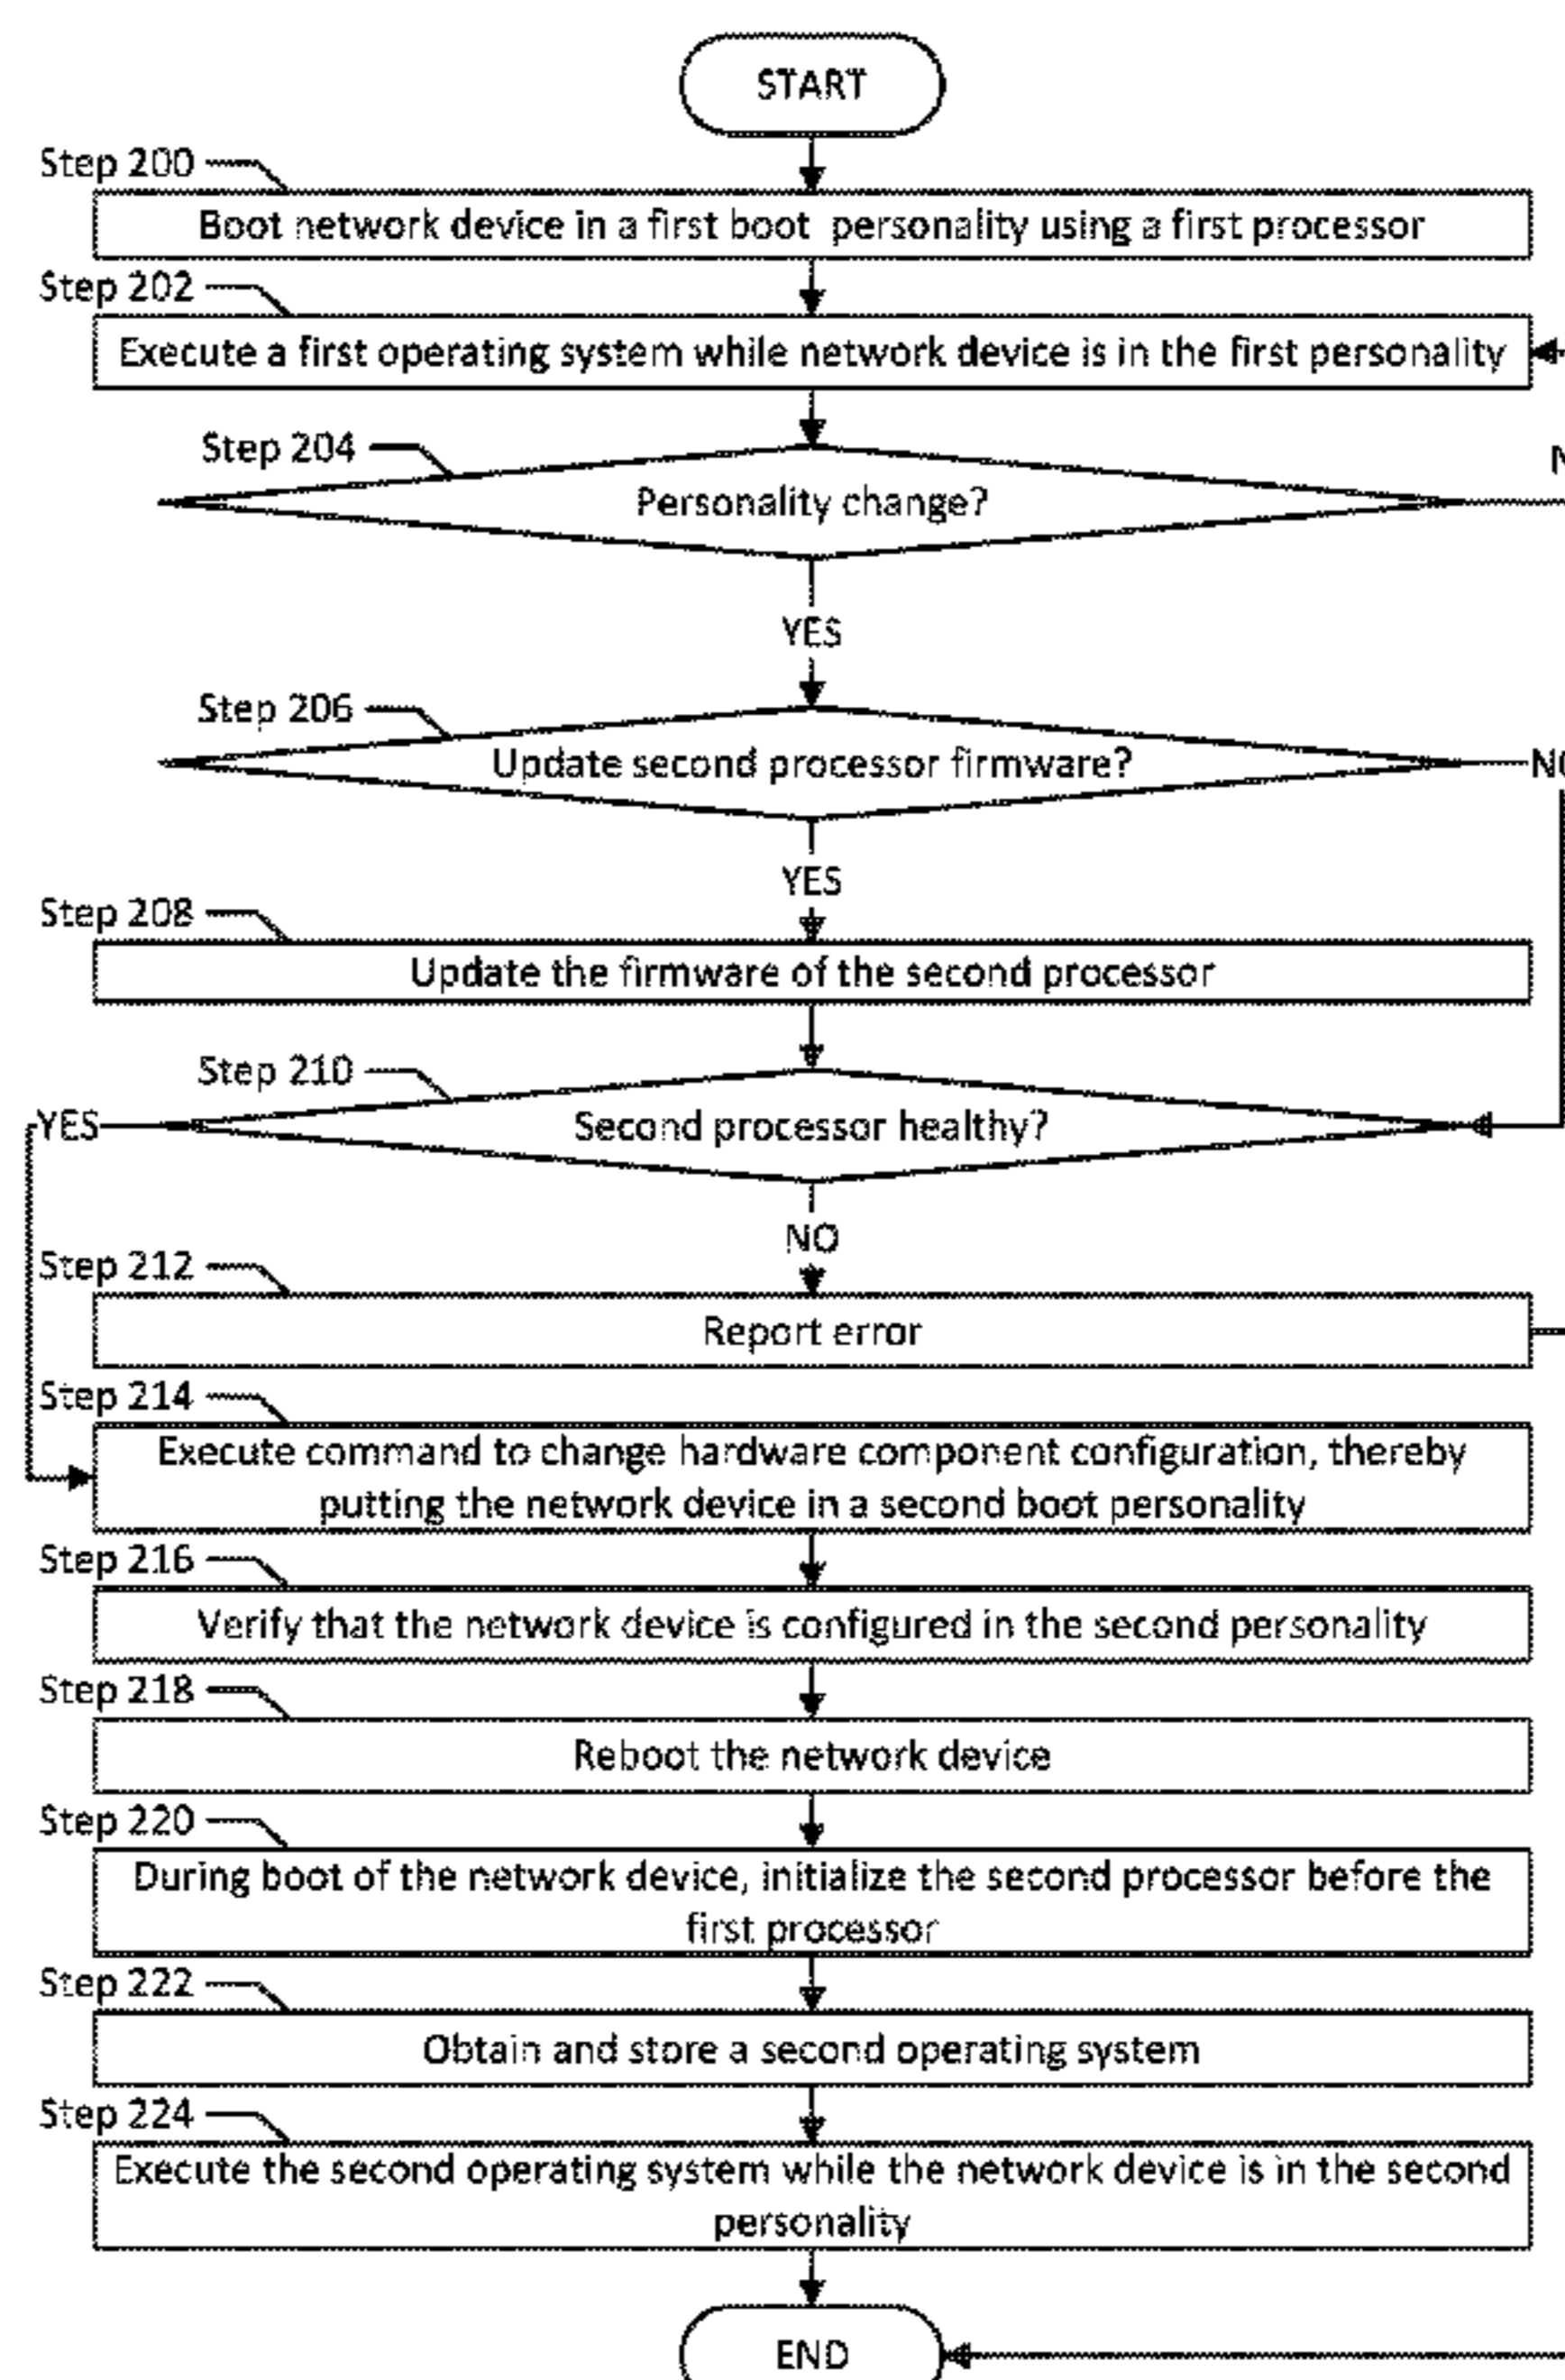 START
Step 200
Boot network device in a first boot personality using a first processor
Step 202
Execute a first operating system while network device is in the first personality
Step 204
Personality change?
YES
Step 206
Update second processor firmware?
YES
Step 208
Update the firmware of the second processor
Step 210
YES
Second processor healthy?
NO
Step 212
Report error
Step 214
Execute command to change hardware component configuration, thereby
putting the network device in a second boot personality
Step 216
Verify that the network device is configured in the second personality
Step 218
Reboot the network device
Step 220
During boot of the network device, initialize the second processor before the
first processor
Step 222
Obtain and store a second operating system
Step 224
Execute the second operating system while the network device is in the second
personality
END